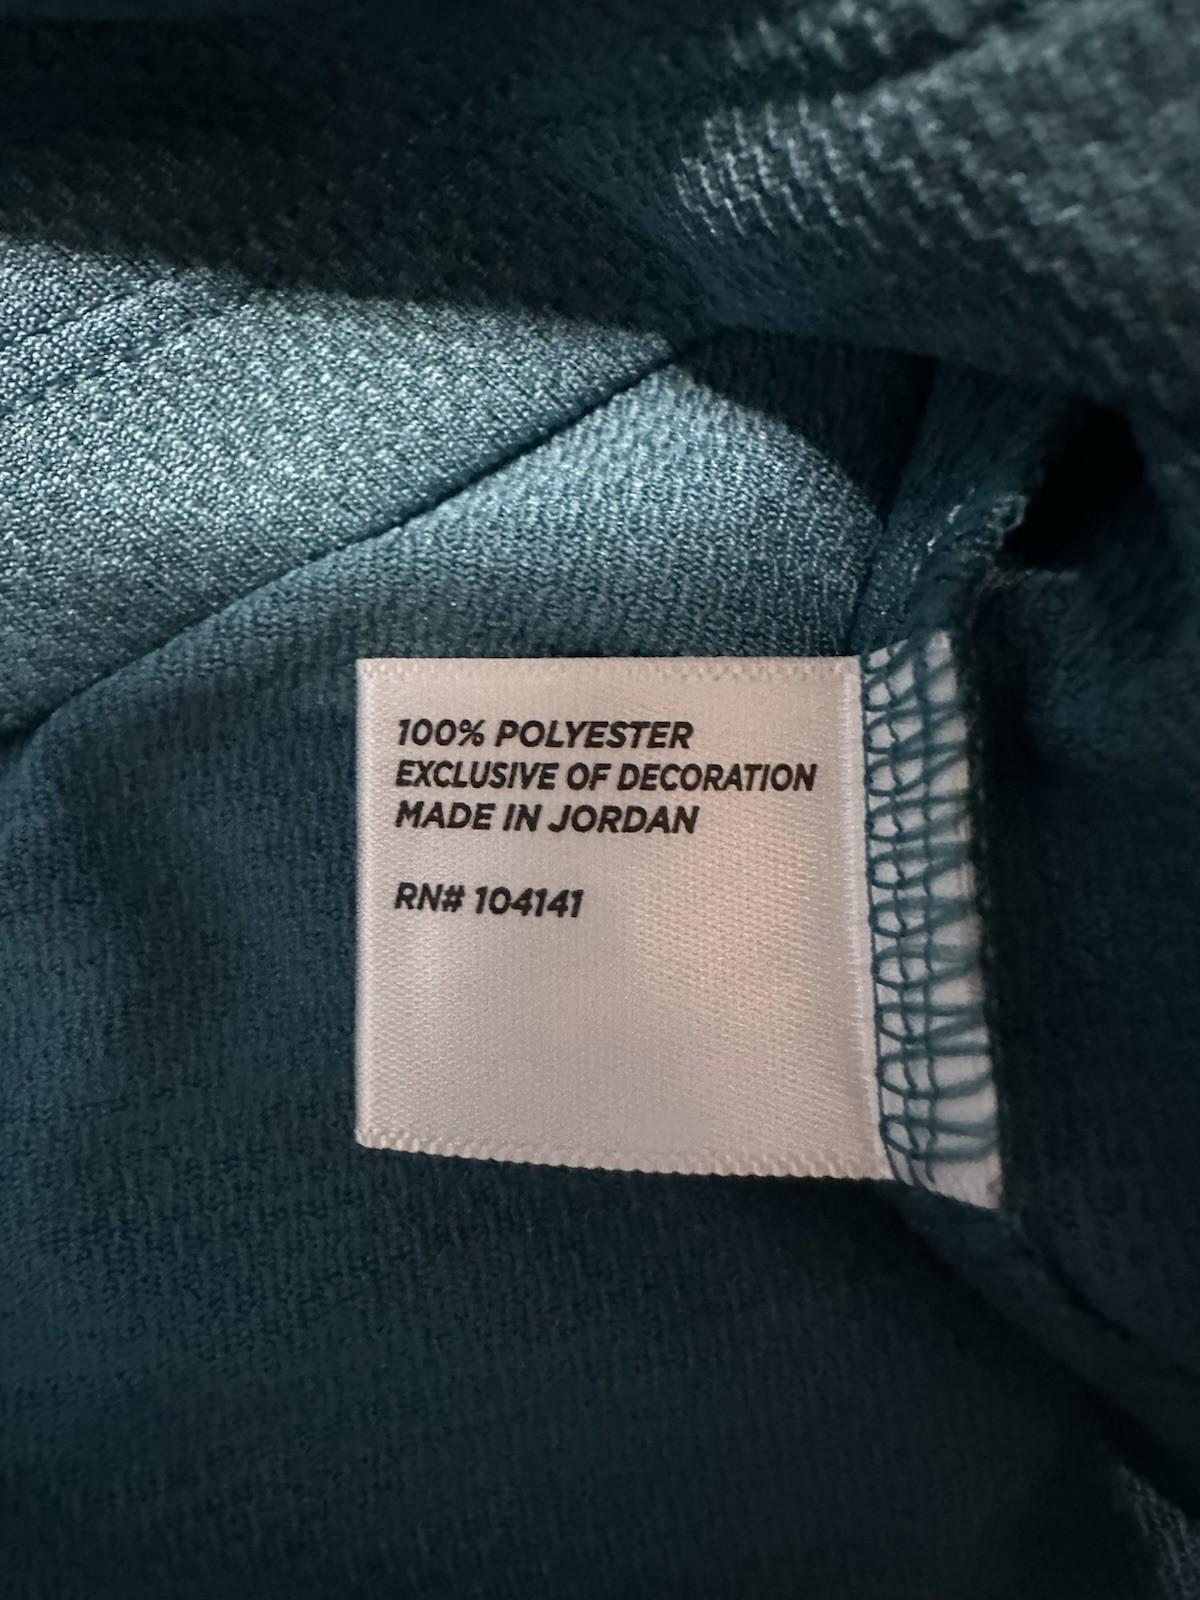 100% POLYESTER
EXCLUSIVE OF DECORATION
MADE IN JORDAN
RN# 104141